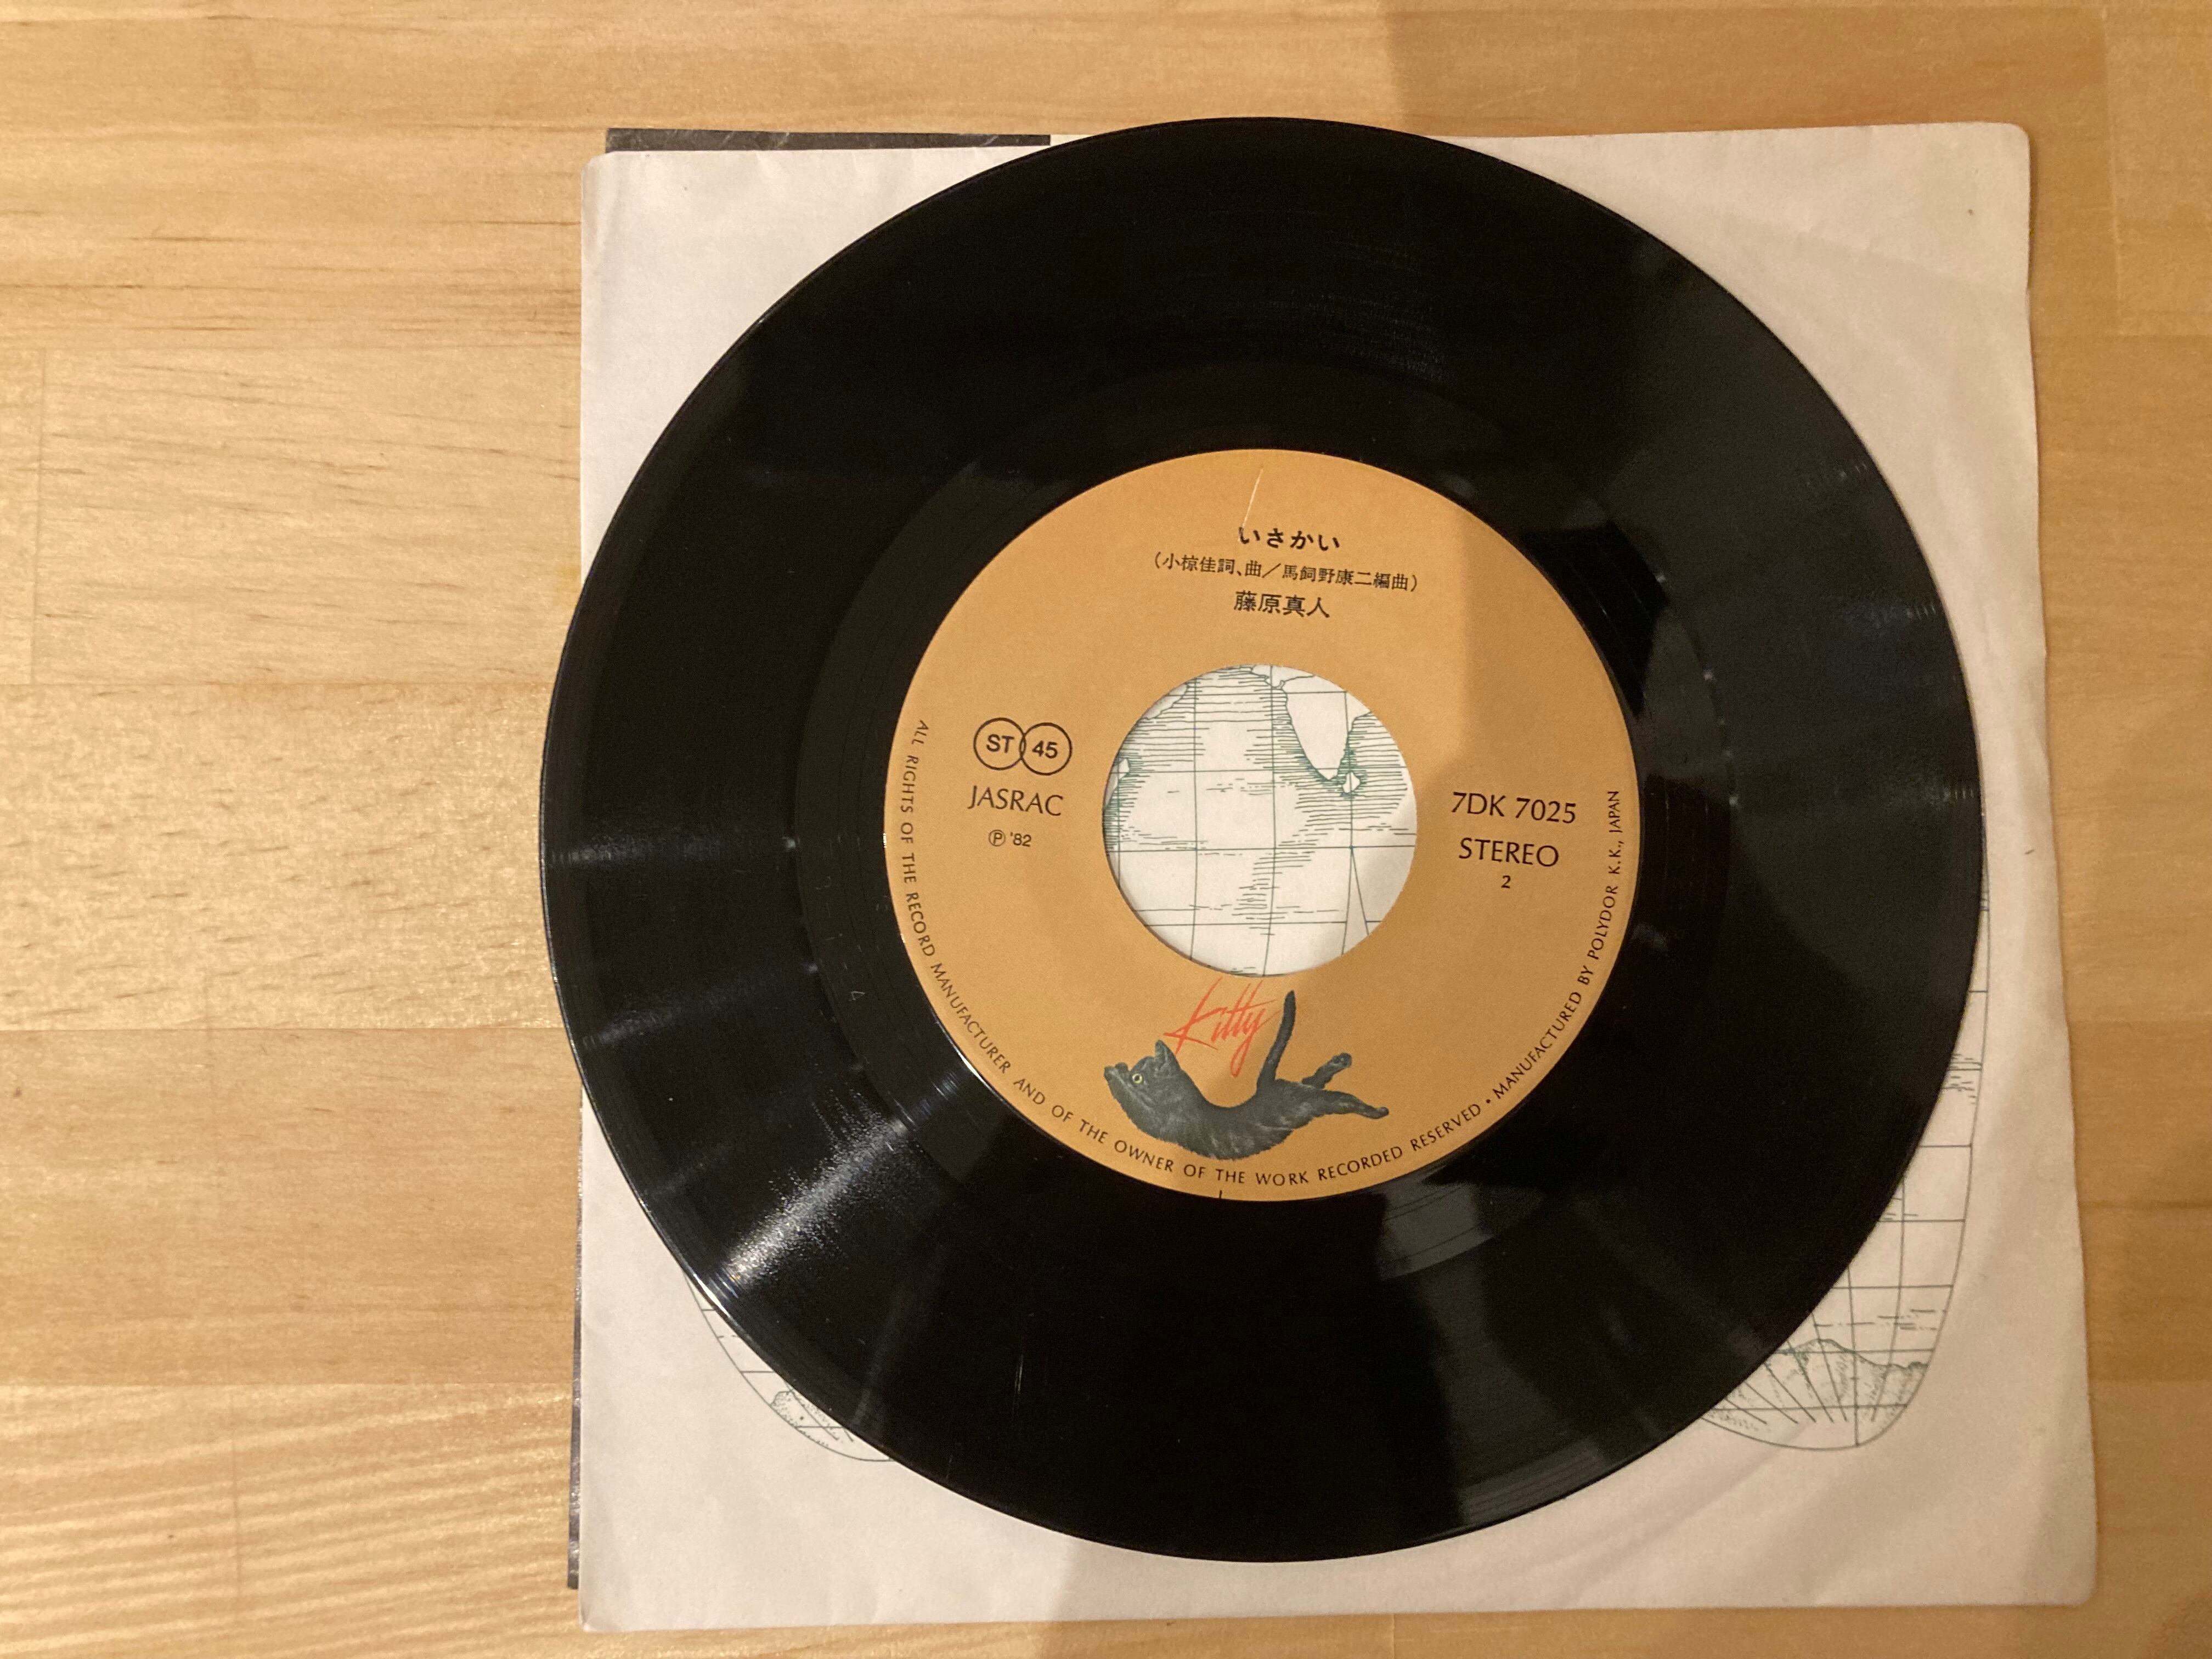 いさかい
（小椋佳詞、曲／馬飼野康二編曲）
藤原真人
ST 45
JASRAC
Ⓟ '82
7DK 7025
STEREO
2
Kitty
ALL RIGHTS OF THE RECORD MANUFACTURER AND OF THE OWNER OF THE WORK RECORDED RESERVED • MANUFACTURED BY POLYDOR K.K., JAPAN